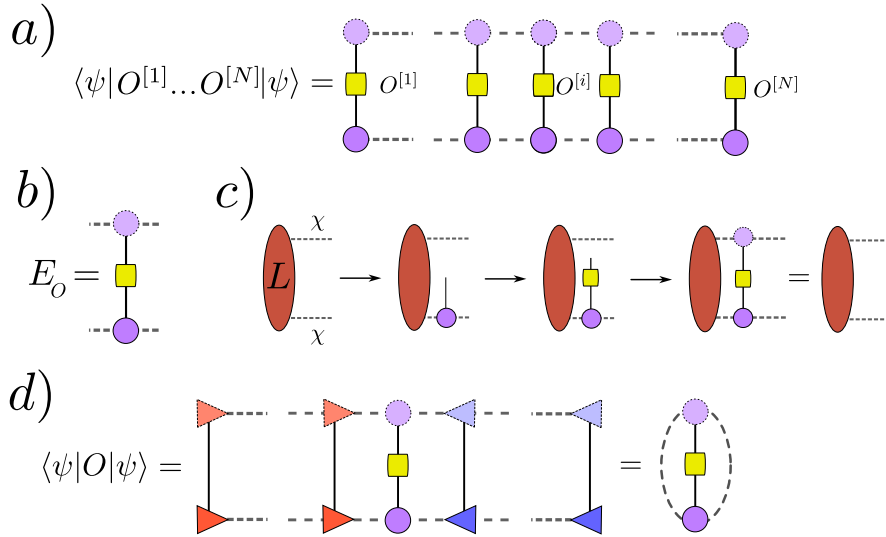 a)
⟨ψ|O^{[1]}...O^{[N]}|ψ⟩ = O^{[1]} O^{[i]} O^{[N]}
b)
E_O =
c)
L χ χ =
d)
⟨ψ|O|ψ⟩ = =